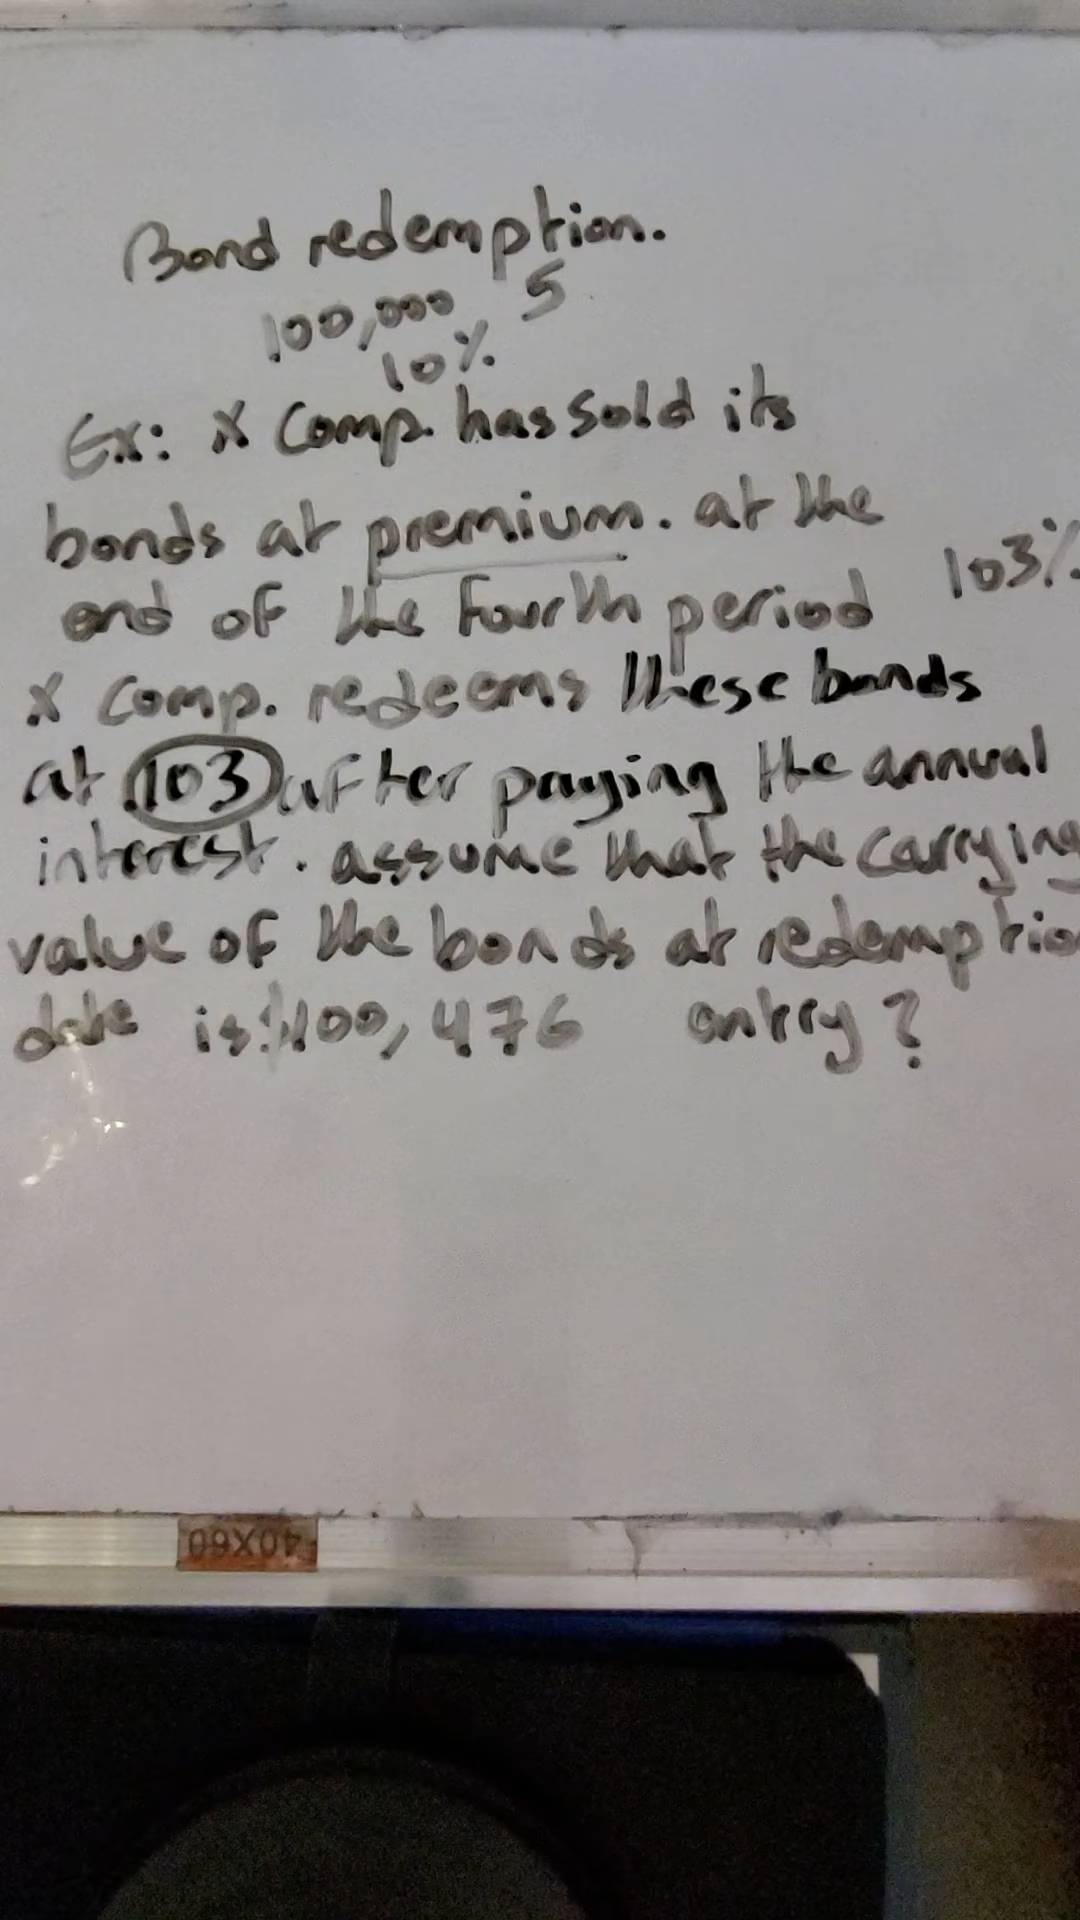 Bond redemption.
100,000 5
10%
Ex: X Comp. has sold its
bonds at premium. at the
end of the fourth period 103%
X Comp. redeems these bonds
at 103 after paying the annual
interest. assume that the carrying
value of the bonds at redemptio
date is $100,476 entry?
40X60